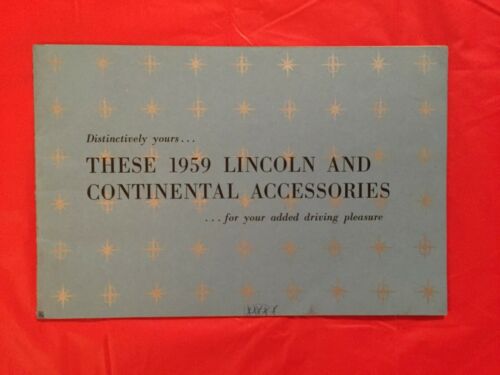 Distinctively yours...
THESE 1959 LINCOLN AND
CONTINENTAL ACCESSORIES
...for your added driving pleasure